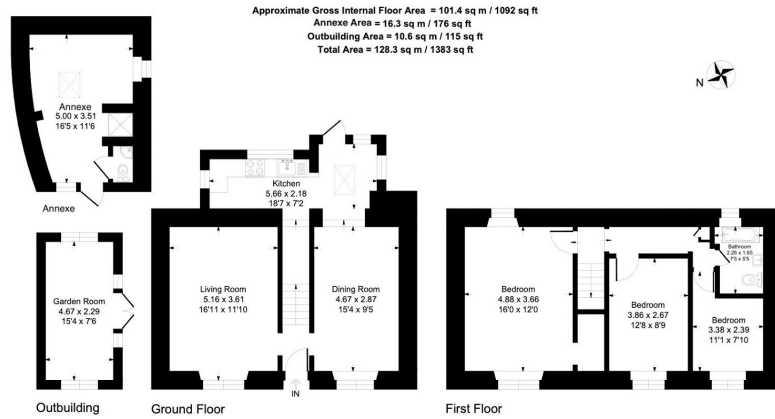 Approximate Gross Internal Floor Area = 101.4 sq m / 1092 sq ft
Annexe Area = 16.3 sq m / 176 sq ft
Outbuilding Area = 10.6 sq m / 115 sq ft
Total Area = 128.3 sq m / 1383 sq ft
N
Annexe
5.00 x 3.51
16'5 x 11'6
Annexe
Garden Room
4.67 x 2.29
15'4 x 7'6
Outbuilding
Kitchen
5.66 x 2.18
18'7 x 7'2
Living Room
5.16 x 3.61
16'11 x 11'10
Dining Room
4.67 x 2.87
15'4 x 9'5
IN
Ground Floor
Bedroom
4.88 x 3.66
16'0 x 12'0
Bedroom
3.86 x 2.67
12'8 x 8'9
Bathroom
2.26 x 1.65
7'5 x 5'5
Bedroom
3.38 x 2.39
11'1 x 7'10
First Floor